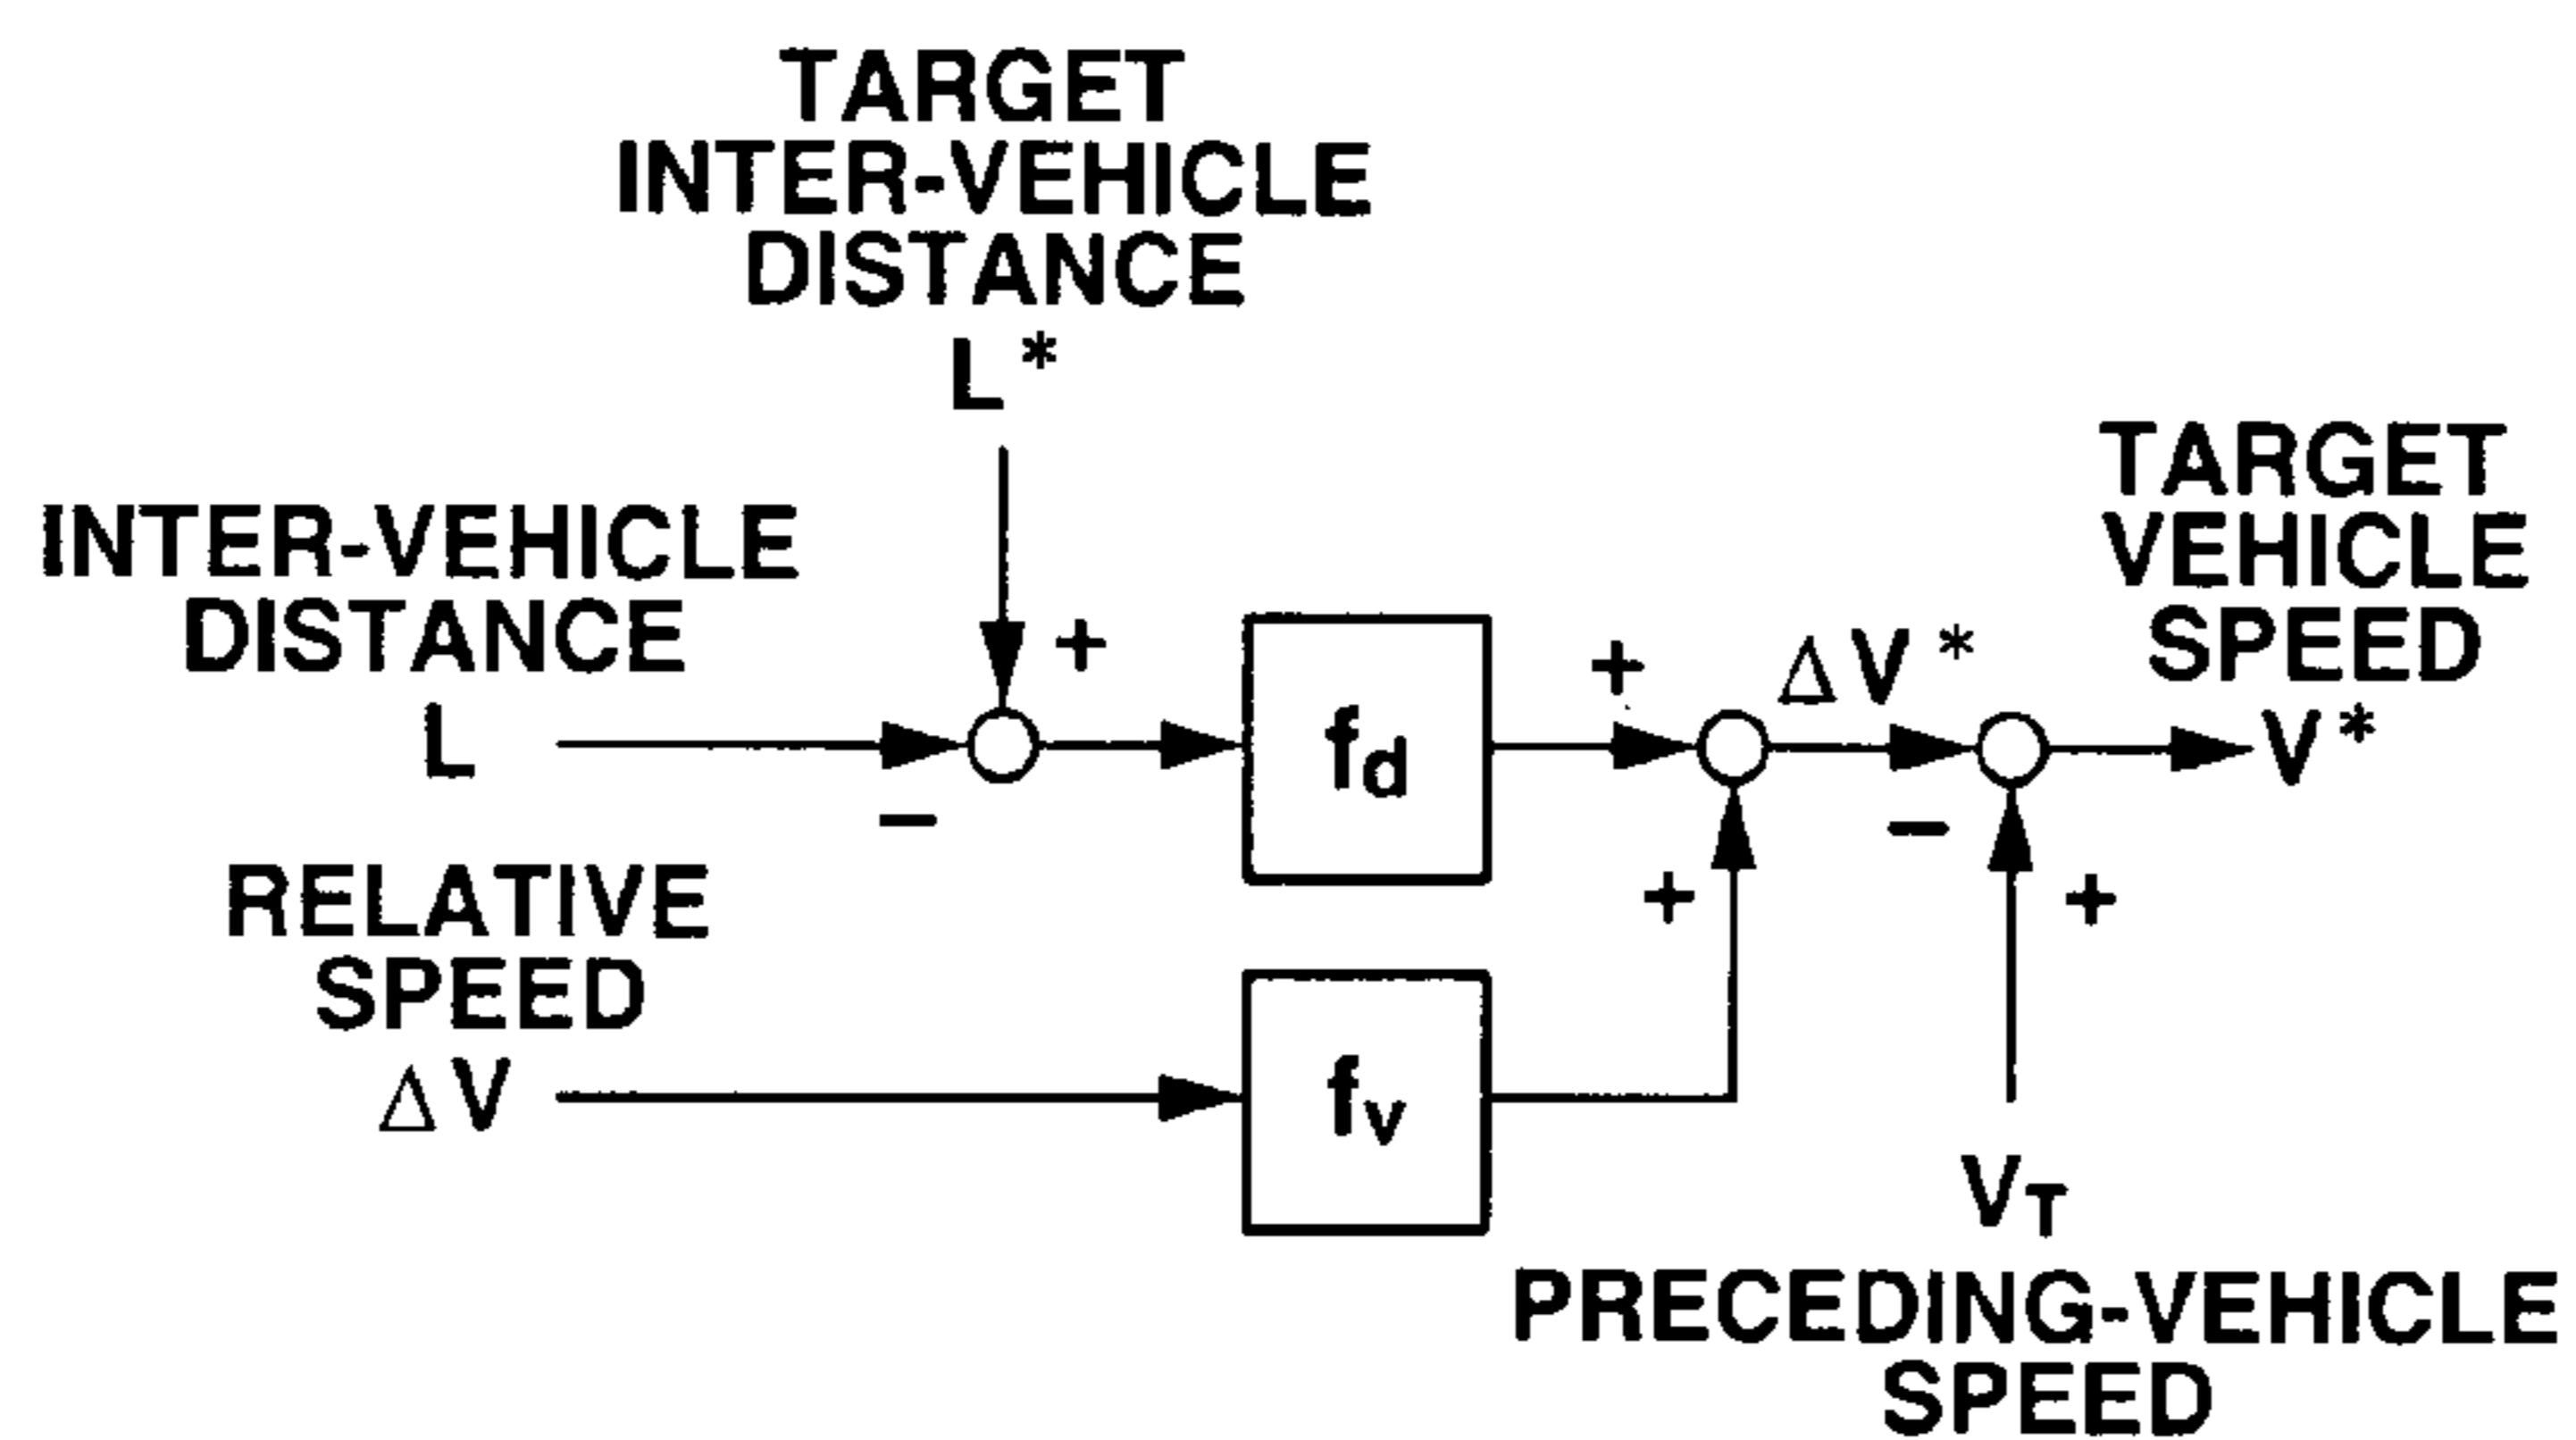 TARGET
INTER-VEHICLE
DISTANCE
L*
INTER-VEHICLE
DISTANCE
L
+
−
fd
+
+
ΔV*
−
+
TARGET
VEHICLE
SPEED
V*
RELATIVE
SPEED
ΔV
fv
VT
PRECEDING-VEHICLE
SPEED